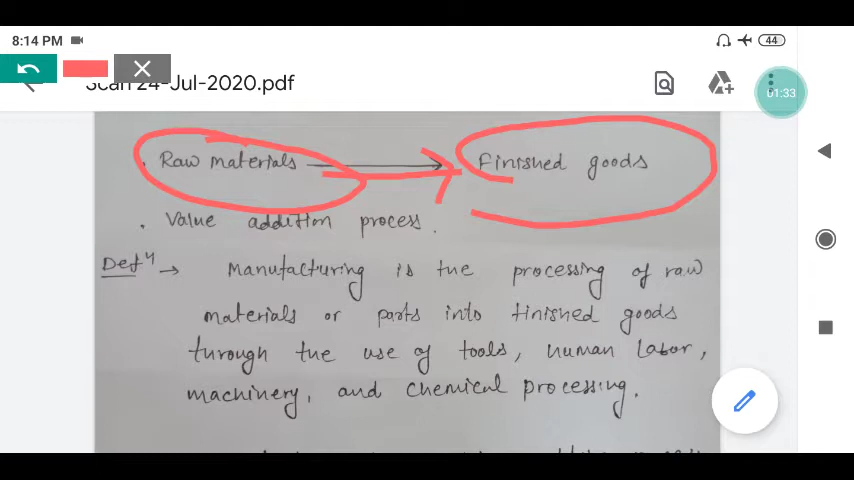 8:14 PM
44
Scan 24-Jul-2020.pdf
01:33
. Raw materials → Finished goods
. Value addition process.
Defⁿ → Manufacturing is the processing of raw
materials or parts into finished goods
through the use of tools, human labor,
machinery, and chemical processing.